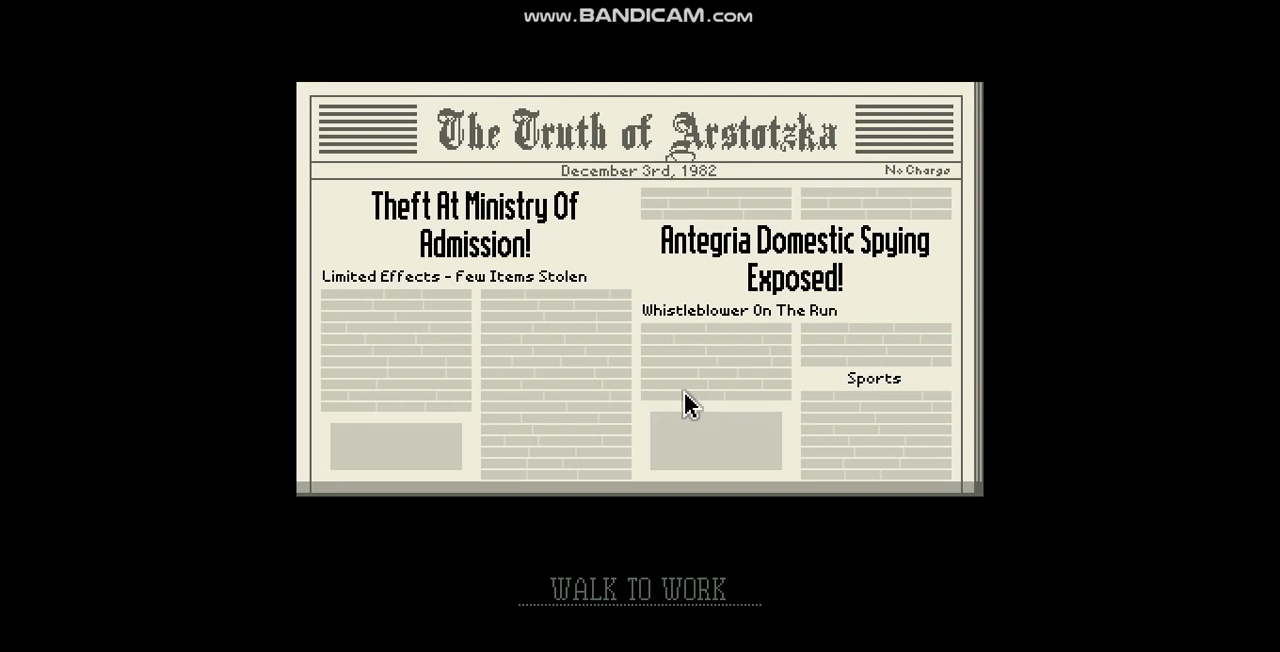 www.BANDICAM.com
The Truth of Arstotzka
December 3rd, 1982
No Charge
Theft At Ministry Of
Admission!
Limited Effects - Few Items Stolen
Antegria Domestic Spying
Exposed!
Whistleblower On The Run
Sports
WALK TO WORK